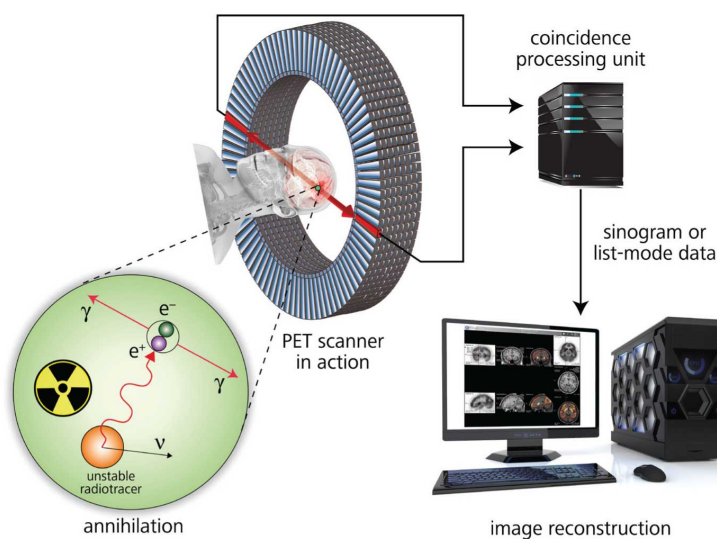 coincidence
processing unit
sinogram or
list-mode data
PET scanner
in action
γ
e⁻
e⁺
γ
ν
unstable
radiotracer
annihilation
image reconstruction